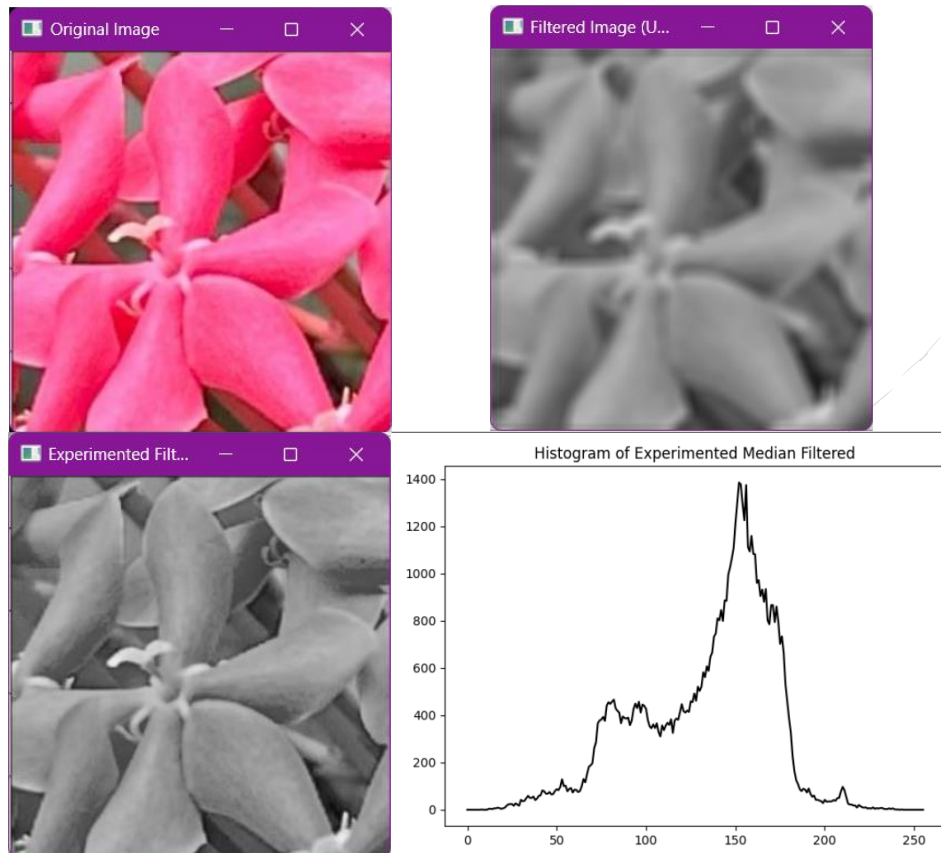 Original Image
Filtered Image (U...
Experimented Filt...
Histogram of Experimented Median Filtered
1400
1200
1000
800
600
400
200
0
0 50 100 150 200 250